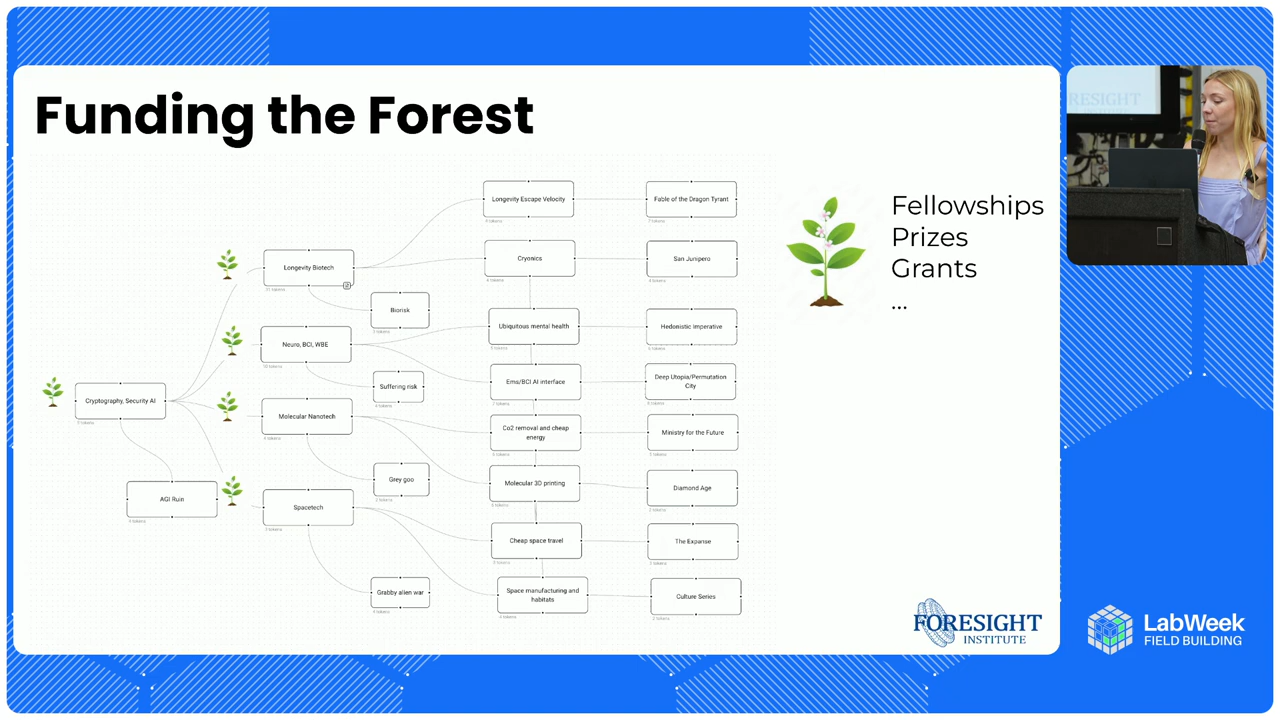 Funding the Forest
Fellowships
Prizes
Grants
...
Longevity Escape Velocity
Fable of the Dragon Tyrant
Longevity Biotech
Cryonics
San Junipero
Biorisk
Neuro, BCI, WBE
Ubiquitous mental health
Hedonistic Imperative
Suffering risk
Ems/BCI AI interface
Deep Utopia/Permutation
City
Cryptography, Security AI
Molecular Nanotech
Co2 removal and cheap
energy
Ministry for the Future
Grey goo
Molecular 3D printing
Diamond Age
AGI Ruin
Spacetech
Cheap space travel
The Expanse
Grabby alien war
Space manufacturing and
habitats
Culture Series
FORESIGHT
INSTITUTE
LabWeek
FIELD BUILDING
RESIGHT